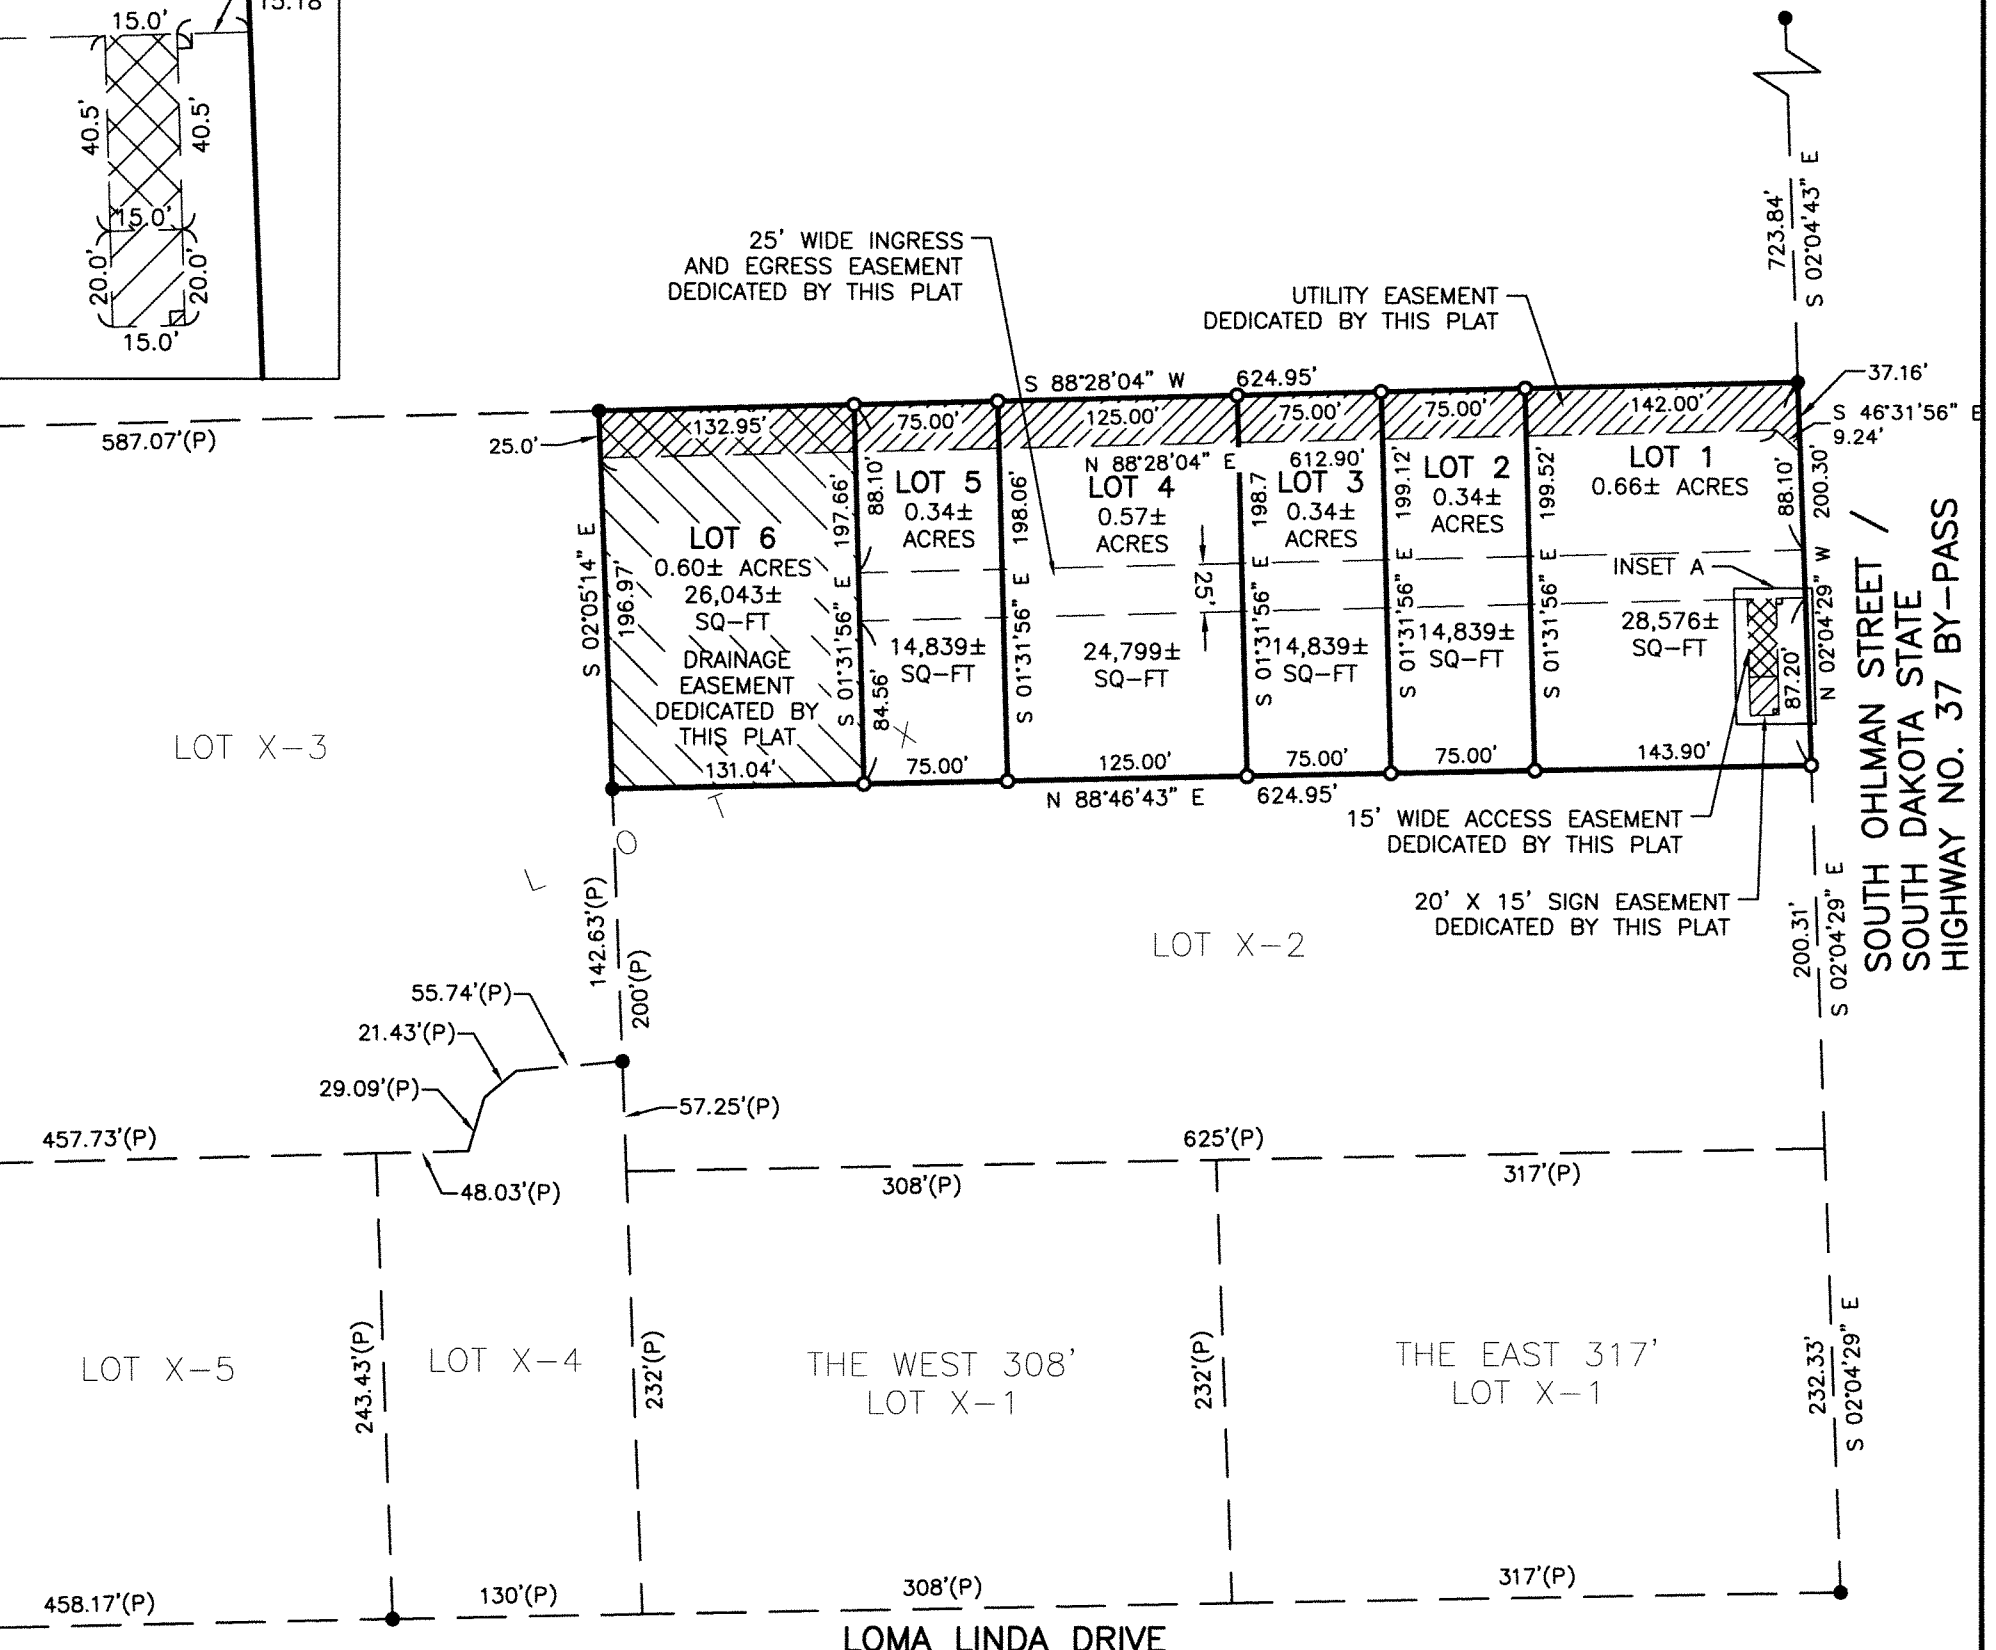 15.0'
15.18
40.5'
40.5'
15.0'
20.0'
20.0'
15.0'
723.84'
S 02°04'43" E
25' WIDE INGRESS
AND EGRESS EASEMENT
DEDICATED BY THIS PLAT
UTILITY EASEMENT
DEDICATED BY THIS PLAT
S 88°28'04" W
624.95'
37.16'
S 46°31'56" E
9.24'
587.07'(P)
25.0'
132.95'
75.00'
125.00'
75.00'
75.00'
142.00'
N 88°28'04" E
612.90'
LOT 6
0.60± ACRES
26,043±
SQ-FT
DRAINAGE
EASEMENT
DEDICATED BY
THIS PLAT
131.04'
S 02°05'14" E
196.97'
197.66'
S 01°31'56" E
88.10'
84.56'
LOT 5
0.34±
ACRES
14,839±
SQ-FT
75.00'
198.06'
S 01°31'56" E
LOT 4
0.57±
ACRES
24,799±
SQ-FT
125.00'
25'
198.7
S 01°31'56" E
LOT 3
0.34±
ACRES
14,839±
SQ-FT
75.00'
199.12'
S 01°31'56" E
LOT 2
0.34±
ACRES
14,839±
SQ-FT
75.00'
199.52'
S 01°31'56" E
LOT 1
0.66± ACRES
INSET A
28,576±
SQ-FT
143.90'
88.10'
87.20'
200.30'
N 02°04'29" W
SOUTH OHLMAN STREET /
SOUTH DAKOTA STATE
HIGHWAY NO. 37 BY-PASS
N 88°46'43" E
624.95'
15' WIDE ACCESS EASEMENT
DEDICATED BY THIS PLAT
20' X 15' SIGN EASEMENT
DEDICATED BY THIS PLAT
LOT X-3
L O T X
LOT X-2
142.63'(P)
200'(P)
200.31'
S 02°04'29" E
55.74'(P)
21.43'(P)
29.09'(P)
57.25'(P)
457.73'(P)
48.03'(P)
625'(P)
308'(P)
317'(P)
LOT X-5
243.43'(P)
LOT X-4
232'(P)
THE WEST 308'
LOT X-1
232'(P)
THE EAST 317'
LOT X-1
232.33'
S 02°04'29" E
458.17'(P)
130'(P)
308'(P)
317'(P)
LOMA LINDA DRIVE